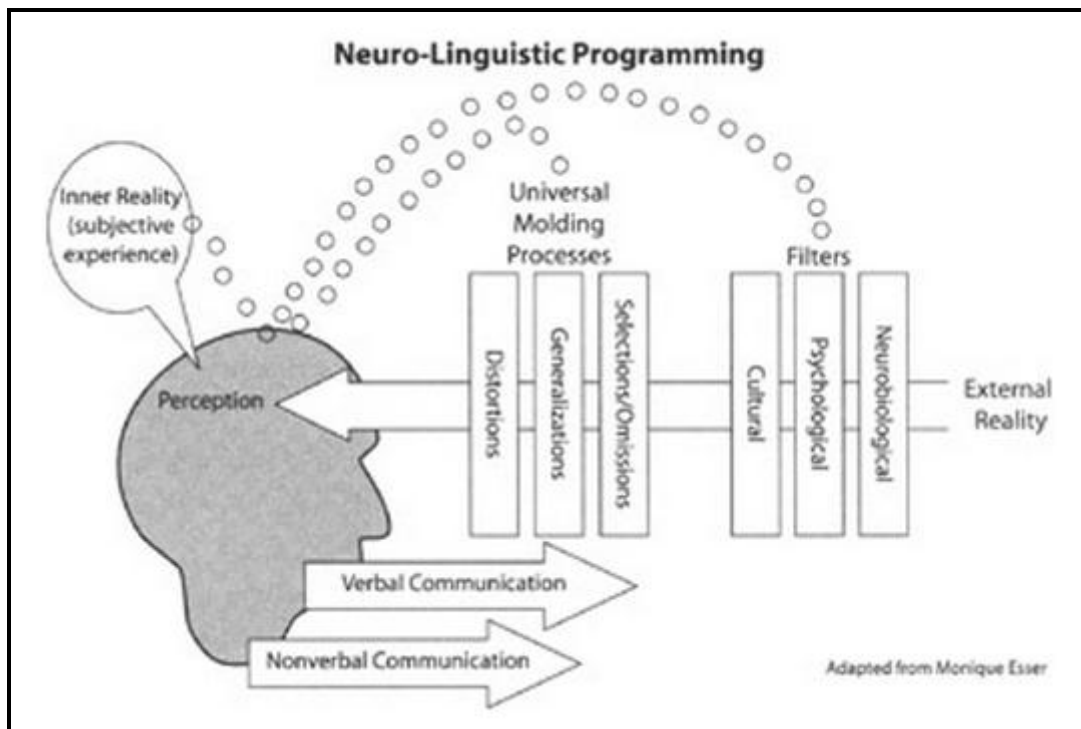 Neuro-Linguistic Programming
Inner Reality
(subjective
experience)
Universal
Molding
Processes
Filters
Distortions
Generalizations
Selections/Omissions
Cultural
Psychological
Neurobiological
Perception
External
Reality
Verbal Communication
Nonverbal Communication
Adapted from Monique Esser